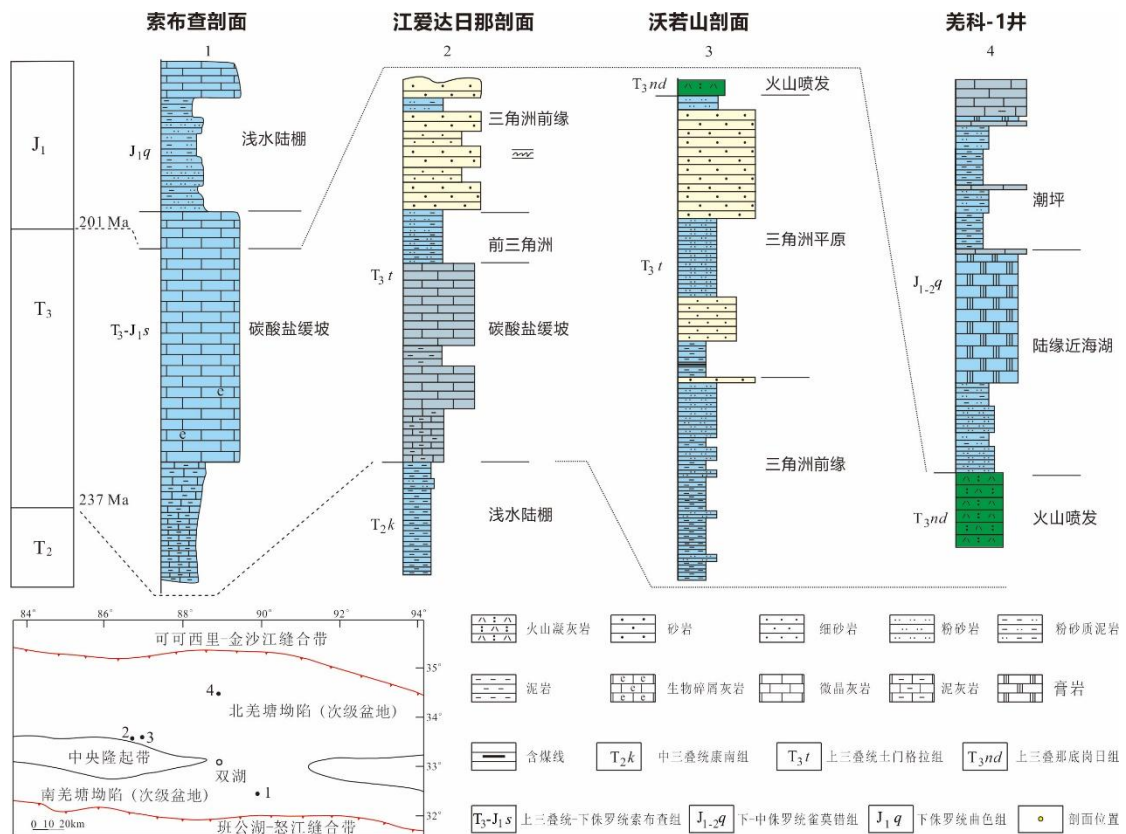 索布查剖面
江爱达日那剖面
沃若山剖面
羌科-1井
1
2
3
4
J1
201 Ma
T3
237 Ma
T2
J1q
T3-J1s
浅水陆棚
碳酸盐缓坡
e
e
T3t
T2k
三角洲前缘
前三角洲
碳酸盐缓坡
浅水陆棚
T3nd
T3t
火山喷发
三角洲平原
三角洲前缘
J1-2q
T3nd
潮坪
陆缘近海湖
火山喷发
84° 86° 88° 90° 92° 94°
可可西里-金沙江缝合带
35°
4
北羌塘坳陷(次级盆地)
34°
2 3
中央隆起带
33°
双湖
南羌塘坳陷(次级盆地)
1
32°
0 10 20km
班公湖-怒江缝合带
火山凝灰岩 砂岩 细砂岩 粉砂岩 粉砂质泥岩
泥岩 e e e e e 生物碎屑灰岩 微晶灰岩 泥灰岩 膏岩
含煤线 T2k 中三叠统康南组 T3t 上三叠统土门格拉组 T3nd 上三叠那底岗日组
T3-J1s 上三叠统-下侏罗统索布查组 J1-2q 下-中侏罗统雀莫错组 J1q 下侏罗统曲色组 剖面位置